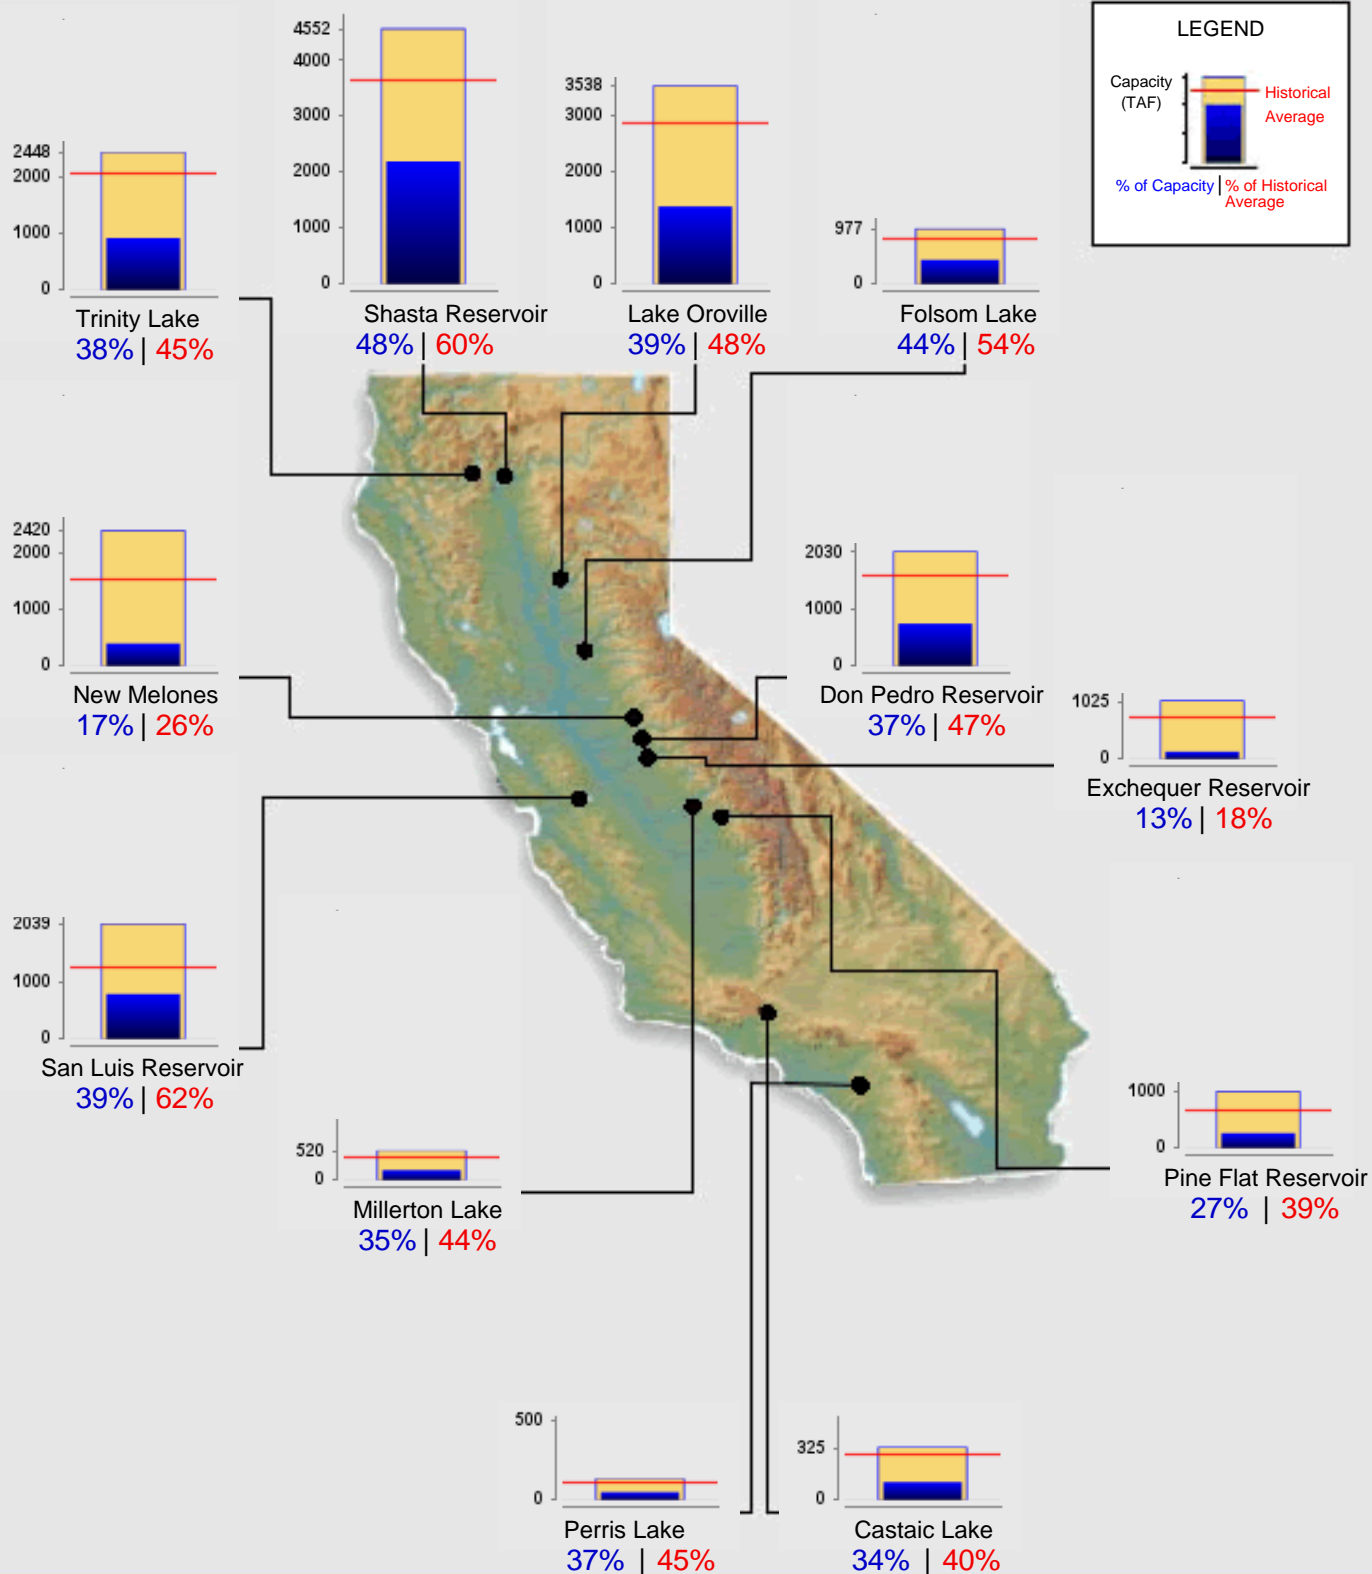 LEGEND
Capacity
(TAF)
Historical
Average
% of Capacity | % of Historical
Average
4552
4000
3000
2000
1000
0
Shasta Reservoir
48% | 60%
3538
3000
2000
1000
0
Lake Oroville
39% | 48%
2448
2000
1000
0
Trinity Lake
38% | 45%
977
0
Folsom Lake
44% | 54%
2420
2000
1000
0
New Melones
17% | 26%
2030
1000
0
Don Pedro Reservoir
37% | 47%
1025
0
Exchequer Reservoir
13% | 18%
2039
1000
0
San Luis Reservoir
39% | 62%
520
0
Millerton Lake
35% | 44%
1000
0
Pine Flat Reservoir
27% | 39%
500
0
Perris Lake
37% | 45%
325
0
Castaic Lake
34% | 40%